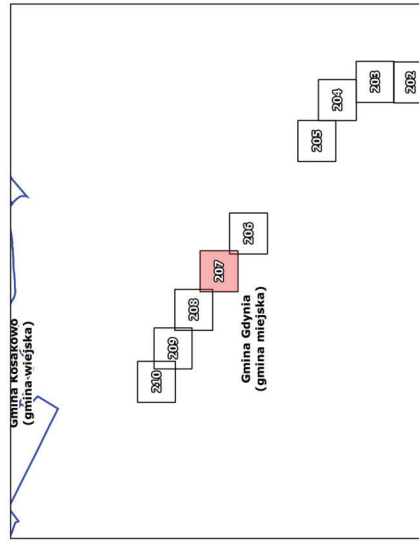 Gmina Kosakowo
(gmina wiejska)
210
209
208
207
206
205
204
203
202
Gmina Gdynia
(gmina miejska)